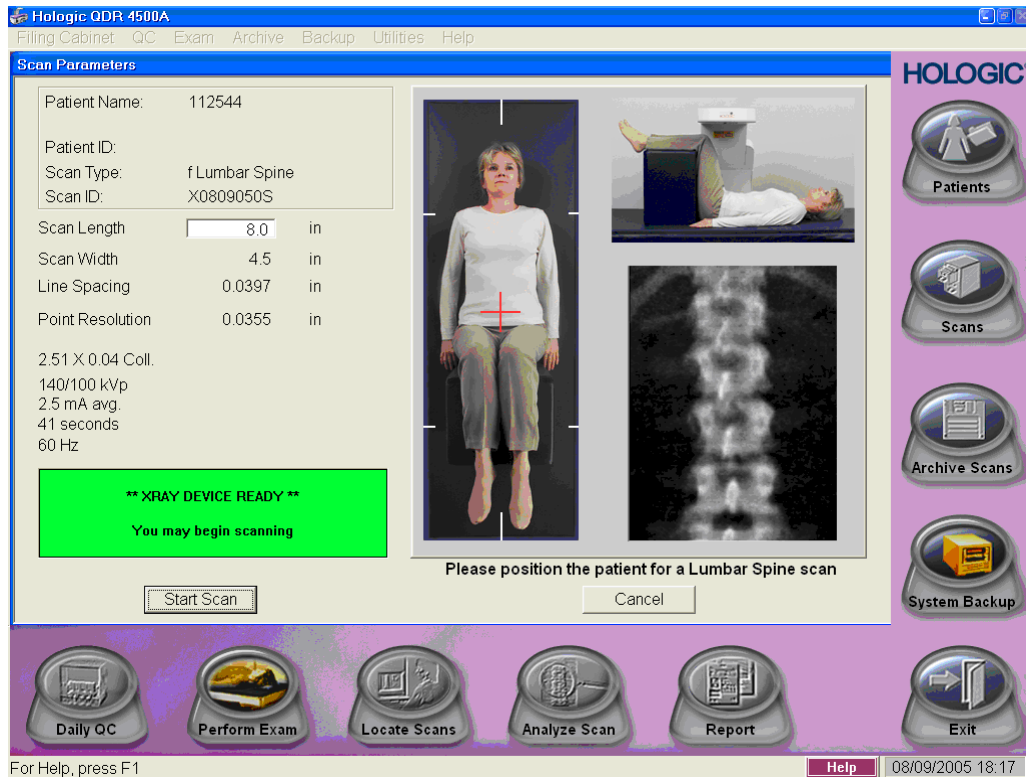 Hologic QDR 4500A
Filing Cabinet QC Exam Archive Backup Utilities Help
Scan Parameters
HOLOGIC
Patient Name: 112544
Patient ID:
Scan Type: f Lumbar Spine
Scan ID: X0809050S
Scan Length 8.0 in
Scan Width 4.5 in
Line Spacing 0.0397 in
Point Resolution 0.0355 in
2.51 X 0.04 Coll.
140/100 kVp
2.5 mA avg.
41 seconds
60 Hz
** XRAY DEVICE READY **
You may begin scanning
Please position the patient for a Lumbar Spine scan
Start Scan
Cancel
Patients
Scans
Archive Scans
System Backup
Daily QC
Perform Exam
Locate Scans
Analyze Scan
Report
Exit
For Help, press F1
Help
08/09/2005 18:17